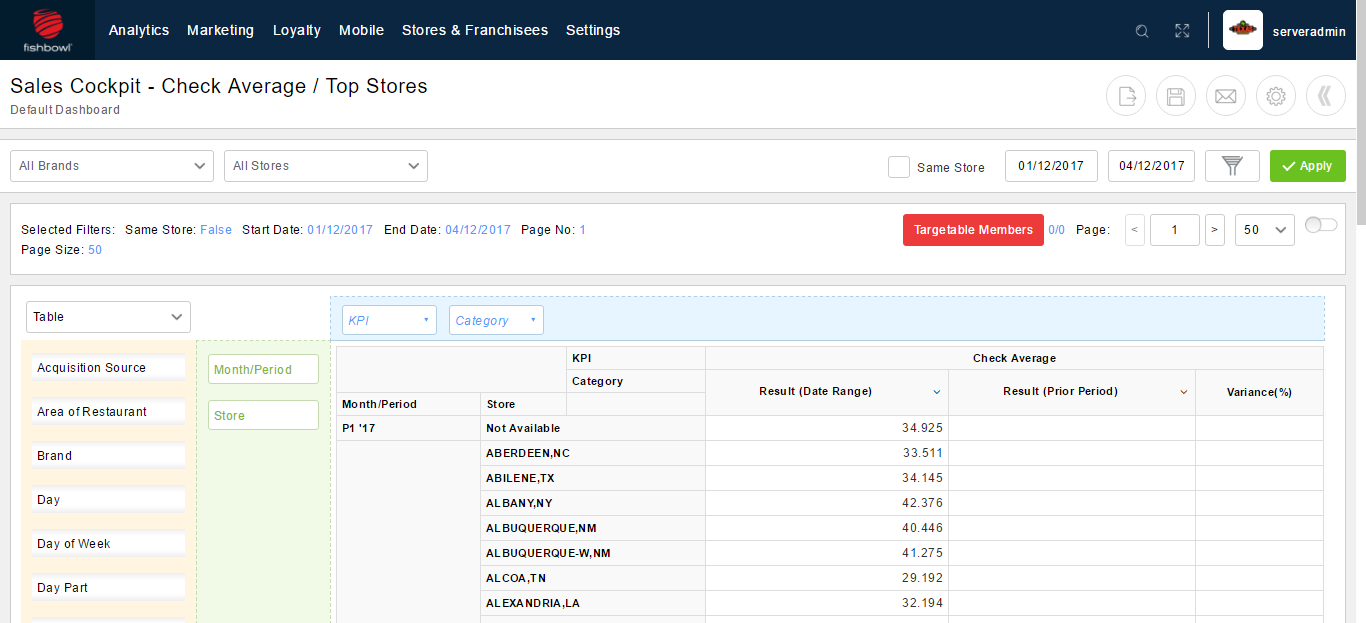 fishbowl
Analytics Marketing Loyalty Mobile Stores & Franchisees Settings
serveradmin
Sales Cockpit - Check Average / Top Stores
Default Dashboard
All Brands All Stores Same Store 01/12/2017 04/12/2017 Apply
Selected Filters: Same Store: False Start Date: 01/12/2017 End Date: 04/12/2017 Page No: 1
Page Size: 50
Targetable Members 0/0 Page: < 1 > 50
Table
KPI Category
Acquisition Source
Area of Restaurant
Brand
Day
Day of Week
Day Part
Month/Period
Store
KPI Check Average
Category
Result (Date Range) Result (Prior Period) Variance(%)
Month/Period Store
P1 '17 Not Available 34.925
ABERDEEN,NC 33.511
ABILENE,TX 34.145
ALBANY,NY 42.376
ALBUQUERQUE,NM 40.446
ALBUQUERQUE-W,NM 41.275
ALCOA,TN 29.192
ALEXANDRIA,LA 32.194